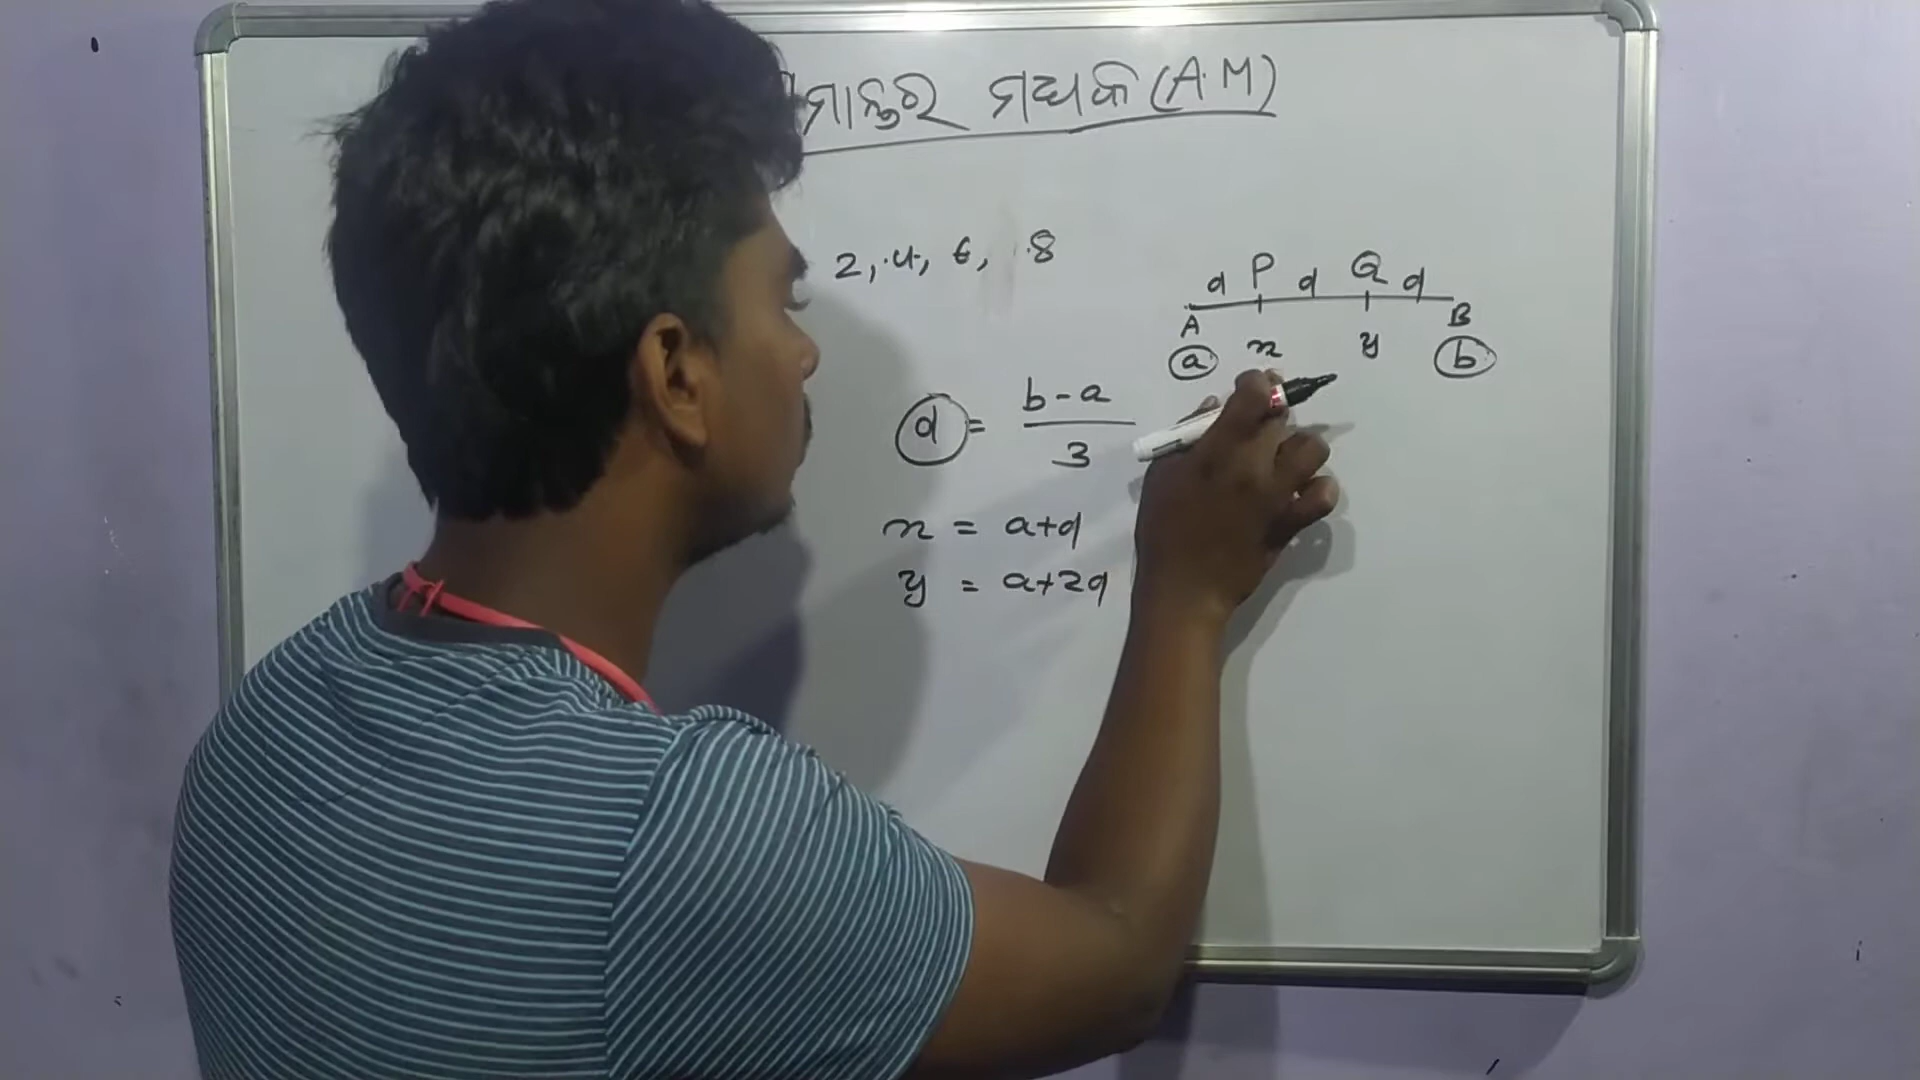 ମାନ୍ତର ମଧ୍ୟକ (A.M)
2, 4, 6, 8
d P d Q d
A B
a x y b
d = b-a / 3
x = a+d
y = a+2d